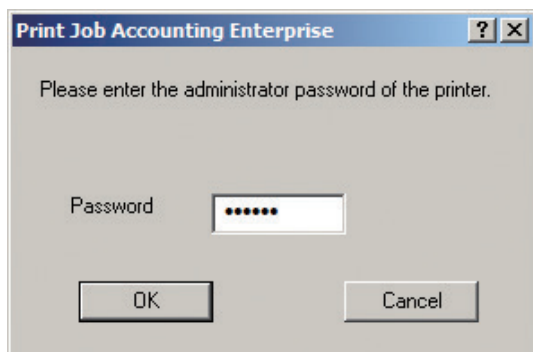 Print Job Accounting Enterprise
Please enter the administrator password of the printer.
Password ••••••
OK Cancel